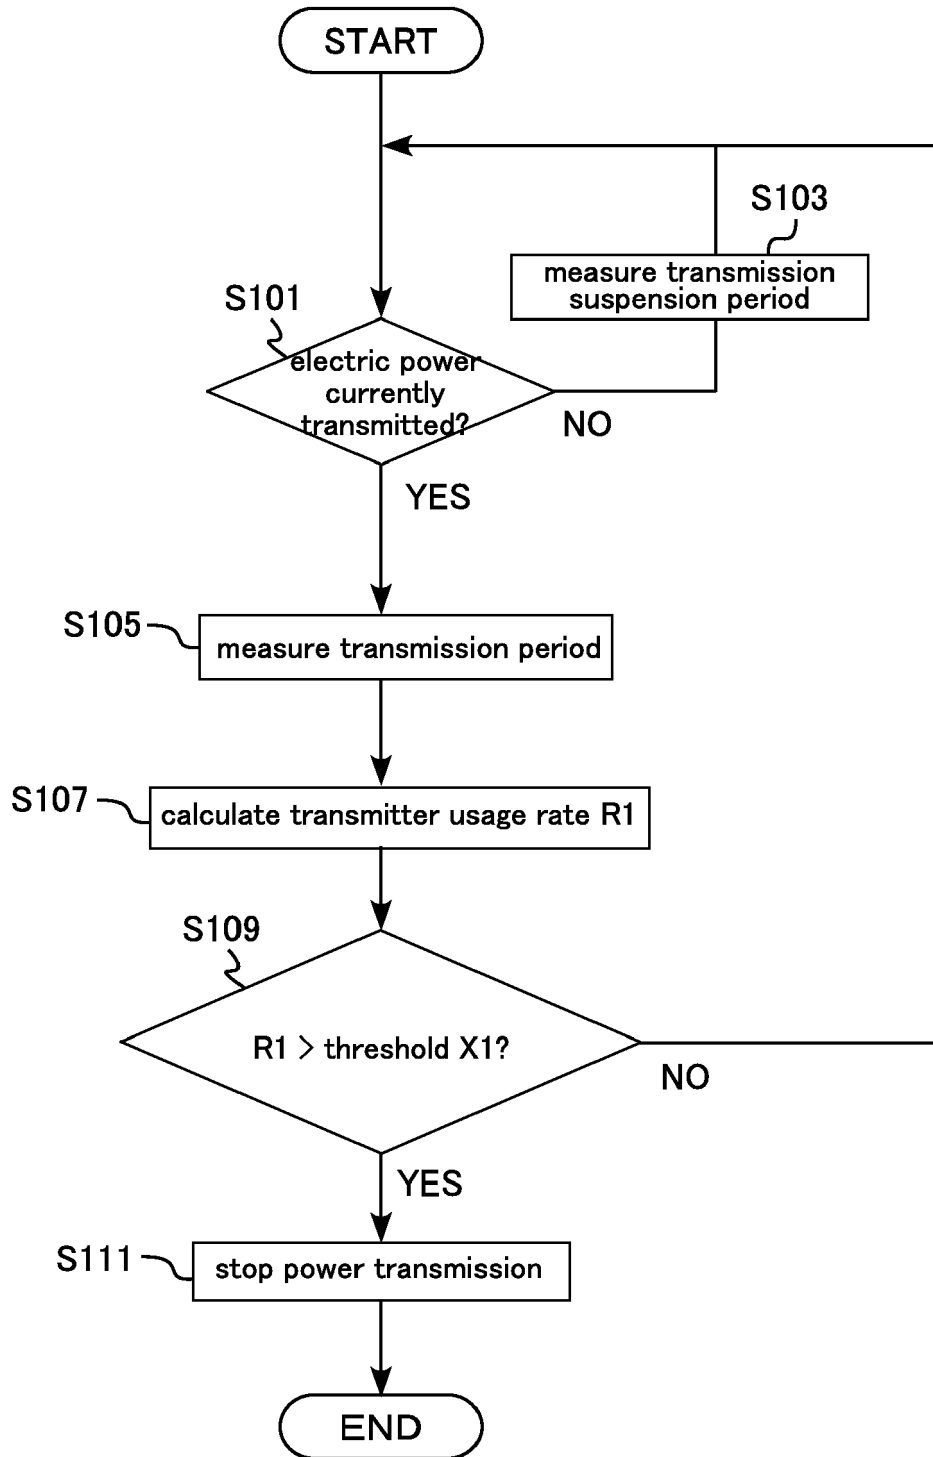 START
S103
measure transmission
suspension period
S101
electric power
currently
transmitted?
NO
YES
S105
measure transmission period
S107
calculate transmitter usage rate R1
S109
R1 > threshold X1?
NO
YES
S111
stop power transmission
END